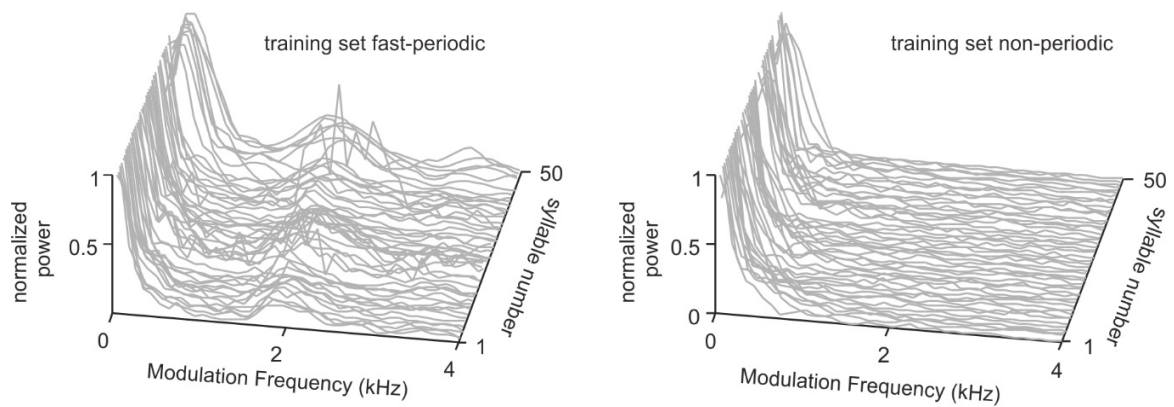 training set fast-periodic
1
0.5
normalized
power
0
2
4
1
50
syllable number
Modulation Frequency (kHz)
training set non-periodic
1
0.5
0
normalized
power
0
2
4
1
50
syllable number
Modulation Frequency (kHz)